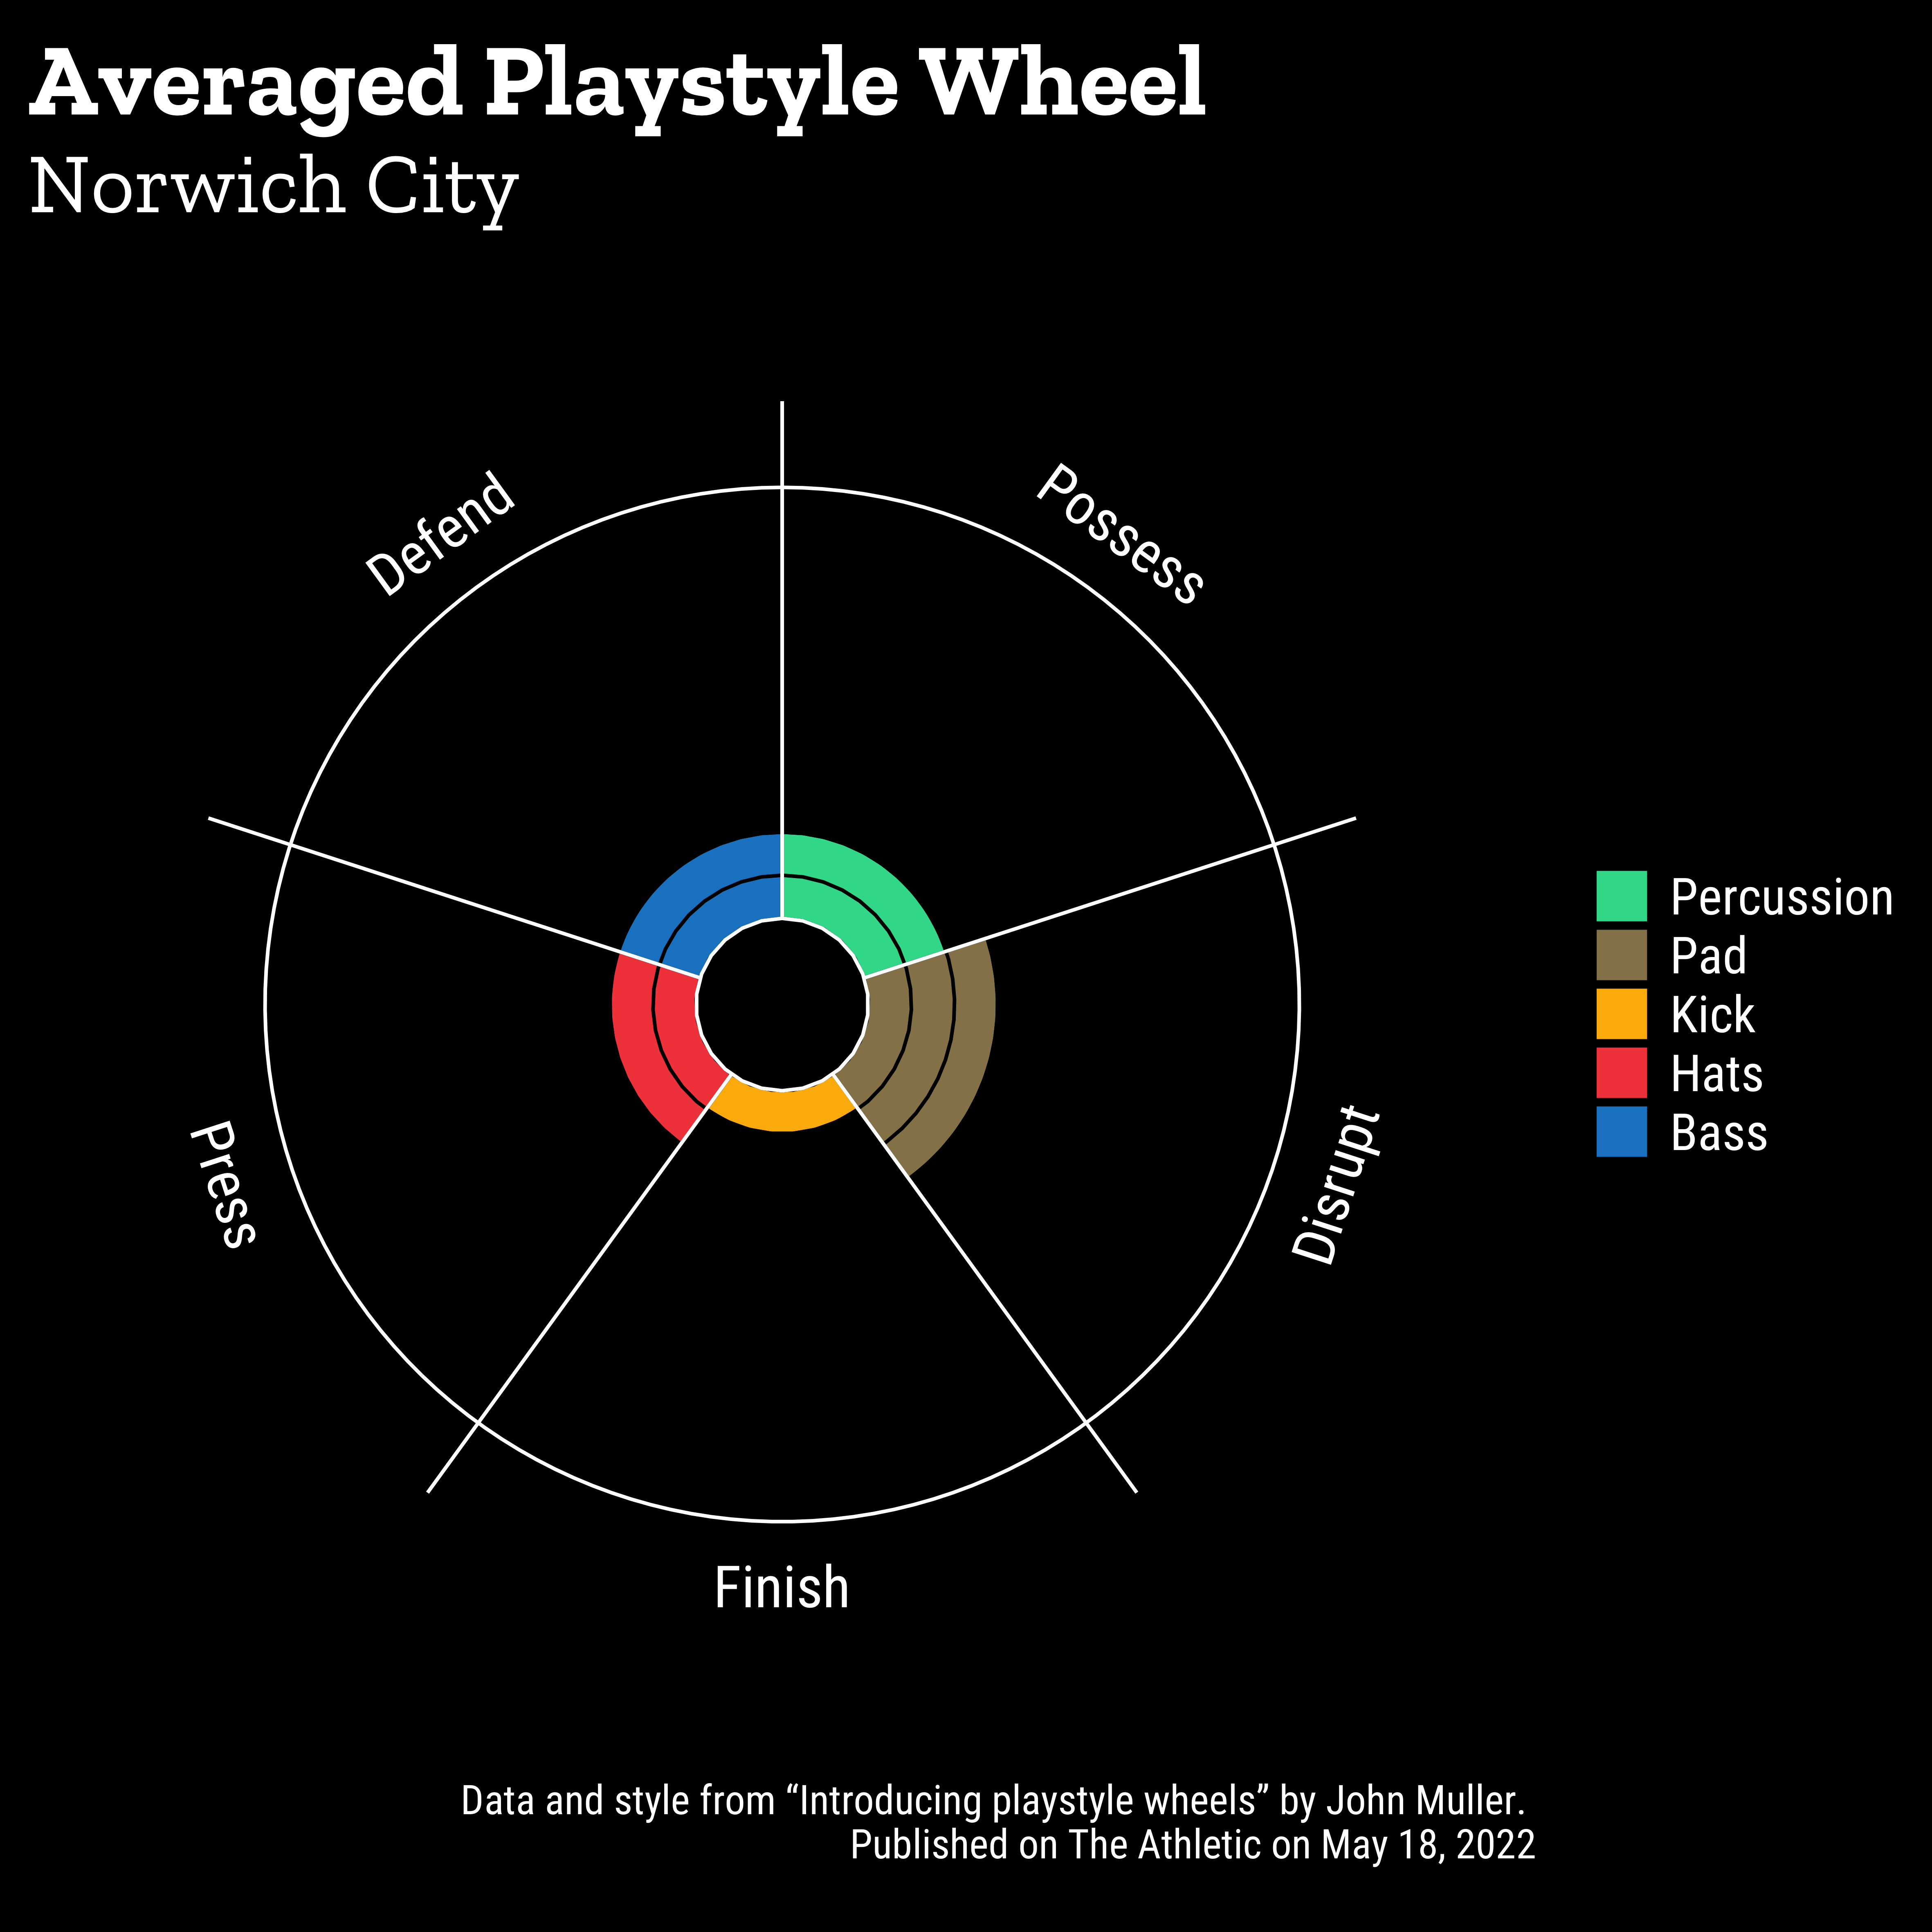 Averaged Playstyle Wheel
Norwich City
Defend
Possess
Press
Disrupt
Finish
Percussion
Pad
Kick
Hats
Bass
Data and style from “Introducing playstyle wheels” by John Muller.
Published on The Athletic on May 18, 2022